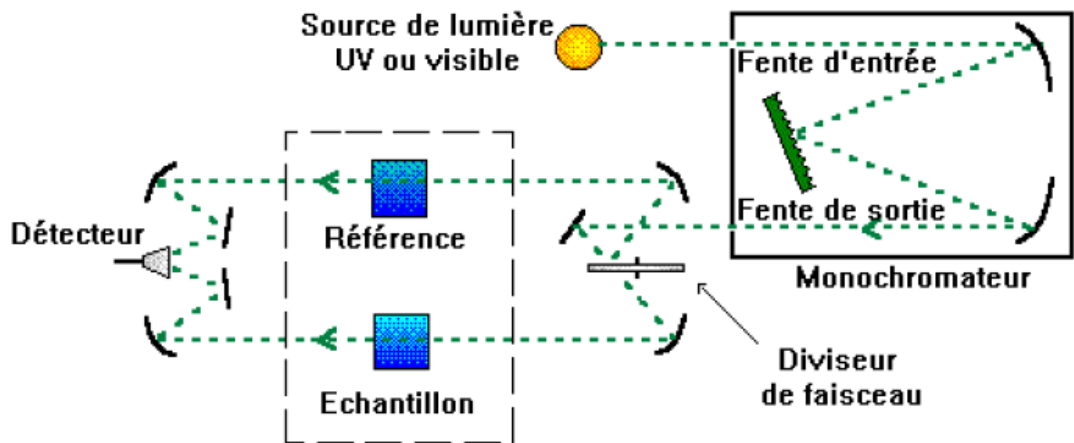 Source de lumière
UV ou visible
Fente d'entrée
Fente de sortie
Monochromateur
Détecteur
Référence
Echantillon
Diviseur
de faisceau